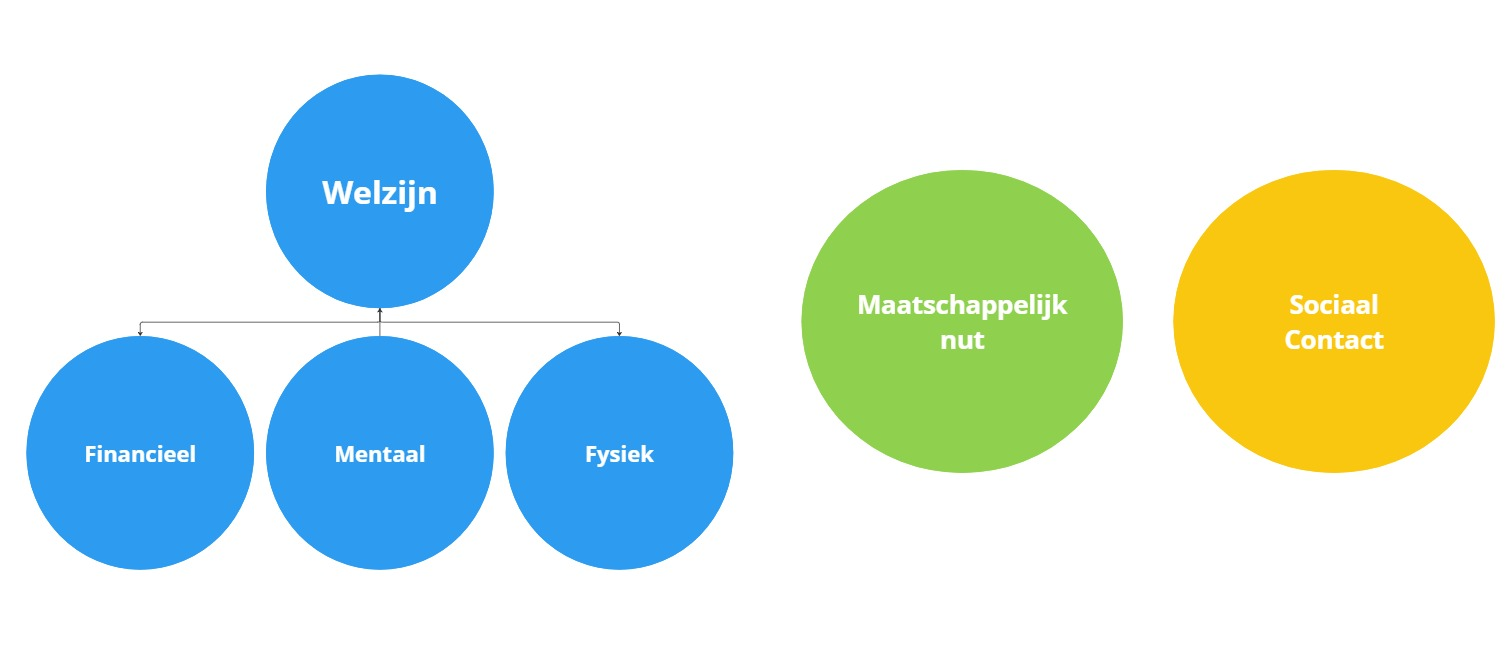 Welzijn
Financieel
Mentaal
Fysiek
Maatschappelijk
nut
Sociaal
Contact